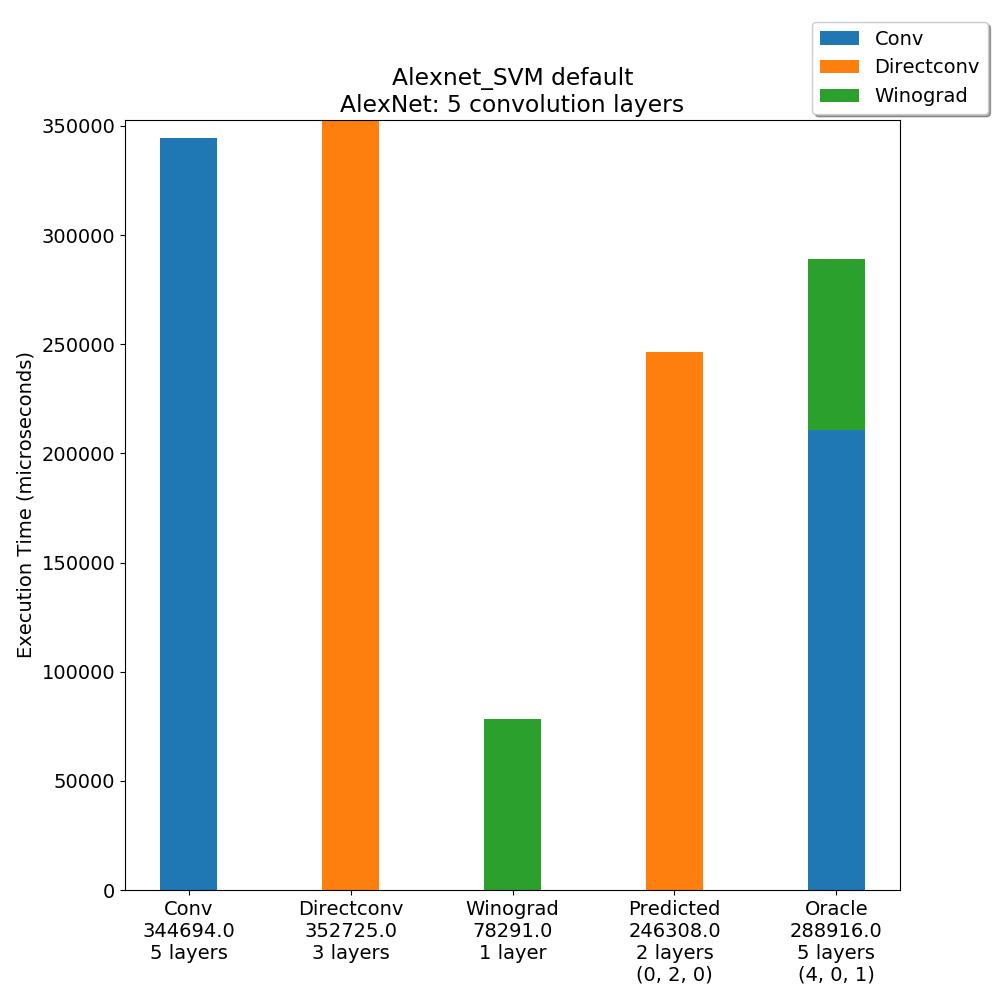 Conv
Directconv
Winograd
Alexnet_SVM default
AlexNet: 5 convolution layers
Execution Time (microseconds)
350000
300000
250000
200000
150000
100000
50000
0
Conv
344694.0
5 layers
Directconv
352725.0
3 layers
Winograd
78291.0
1 layer
Predicted
246308.0
2 layers
(0, 2, 0)
Oracle
288916.0
5 layers
(4, 0, 1)